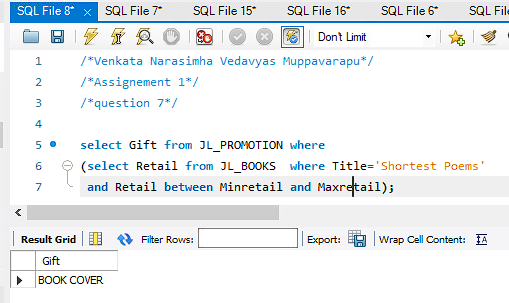 SQL File 8* × SQL File 7* SQL File 15* SQL File 16* SQL File 6* SQL Fil
Don't Limit
1 /*Venkata Narasimha Vedavyas Muppavarapu*/
2 /*Assignement 1*/
3 /*question 7*/
4
5 select Gift from JL_PROMOTION where
6 (select Retail from JL_BOOKS where Title='Shortest Poems'
7 and Retail between Minretail and Maxretail);
Result Grid Filter Rows: Export: Wrap Cell Content:
Gift
BOOK COVER